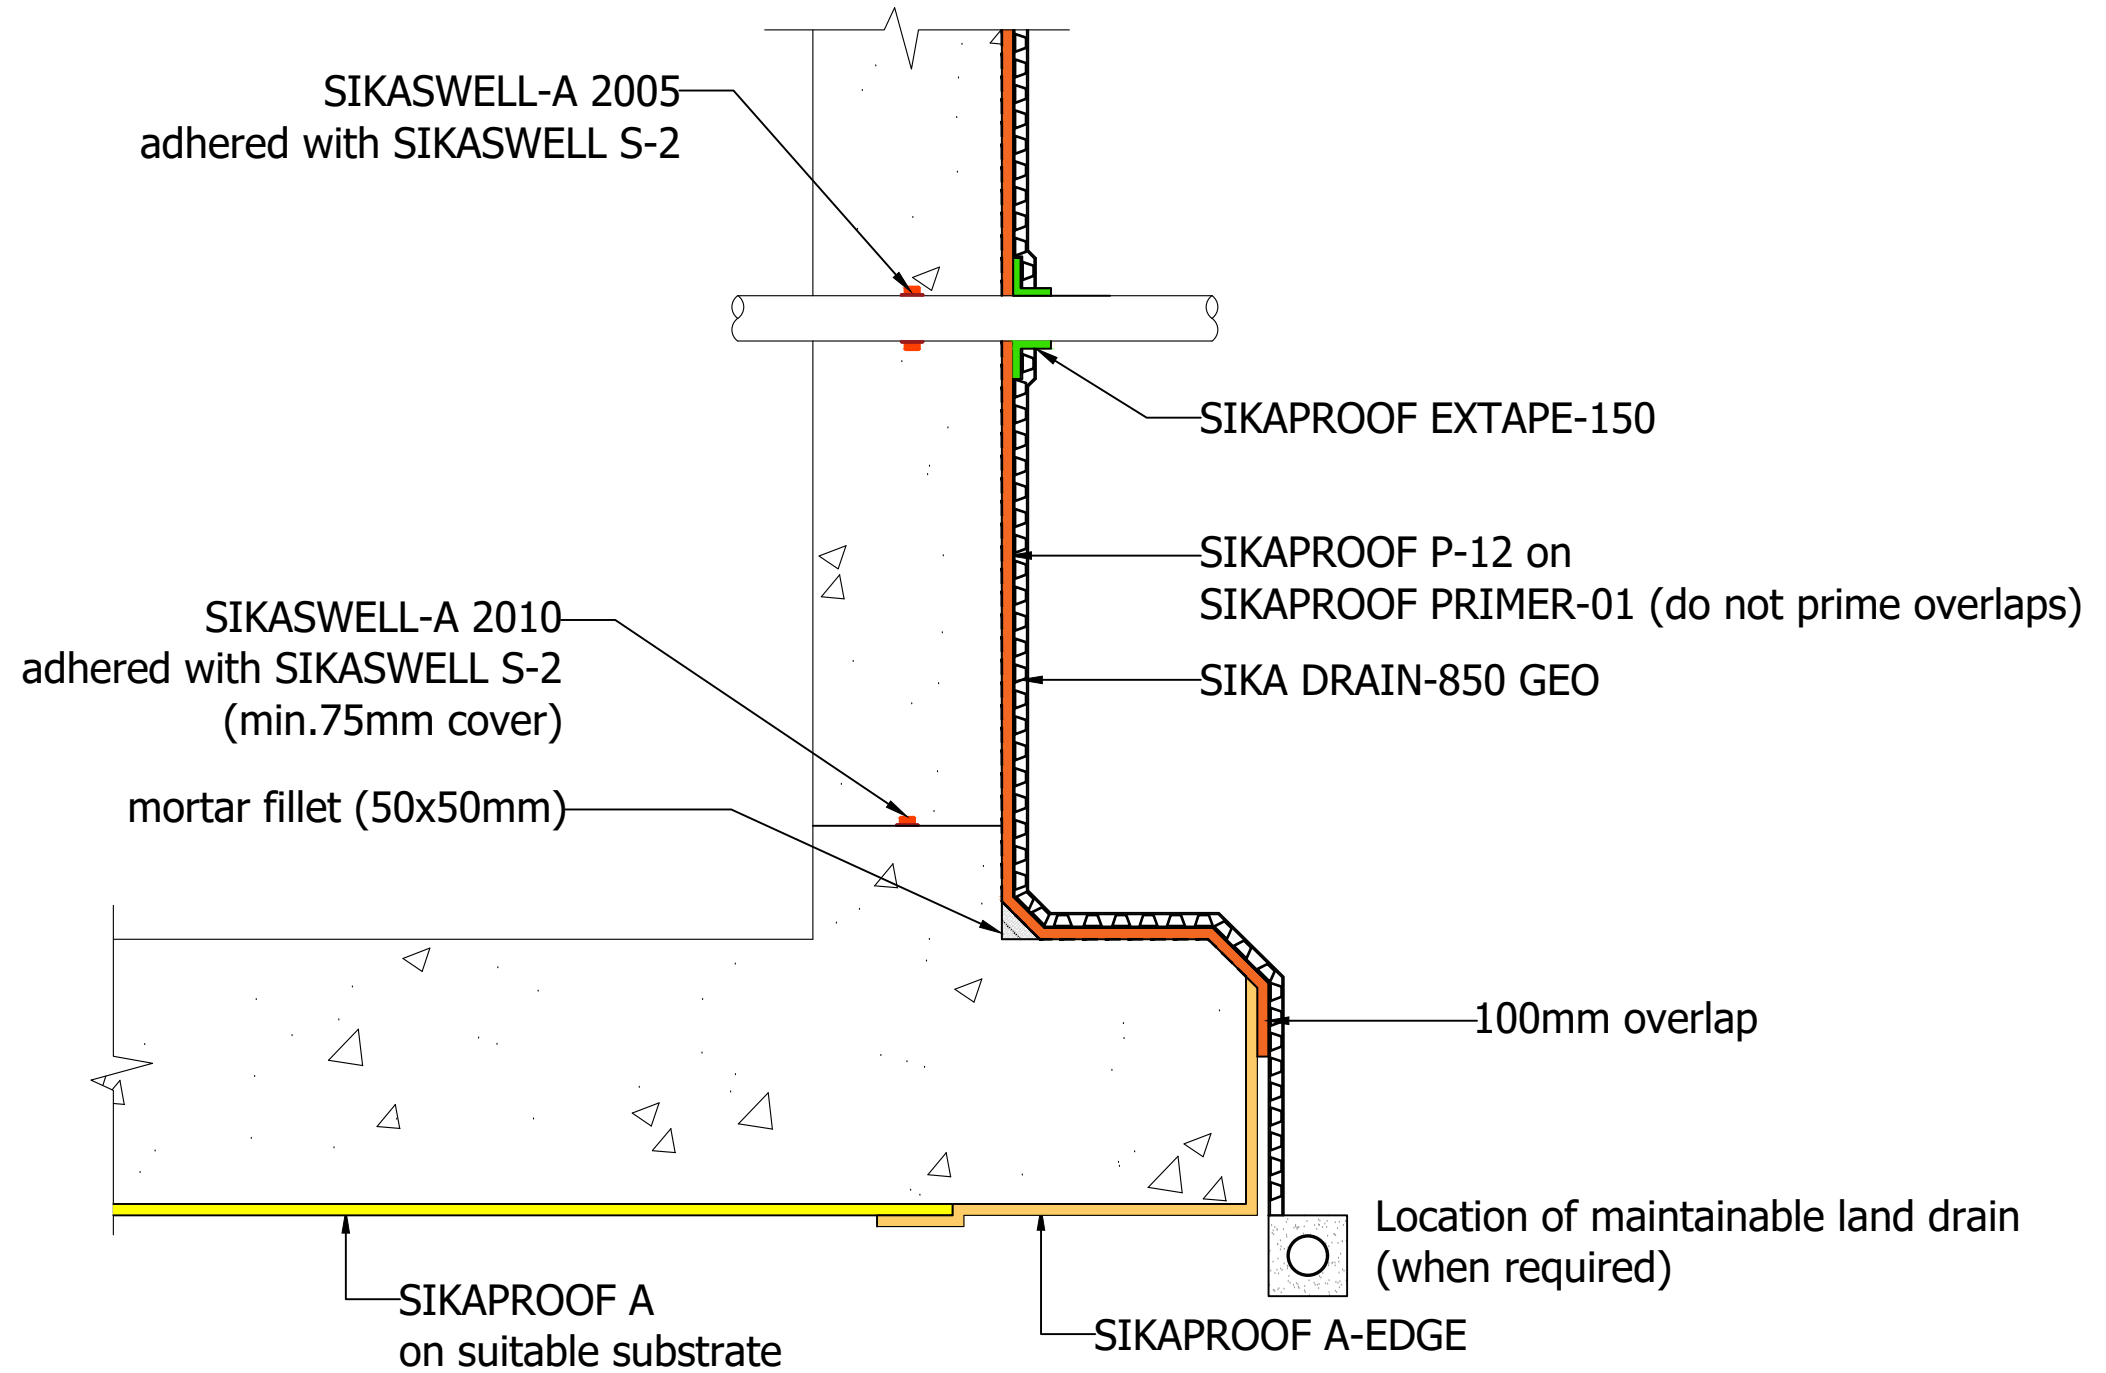 SIKASWELL-A 2005
adhered with SIKASWELL S-2
SIKAPROOF EXTAPE-150
SIKAPROOF P-12 on
SIKAPROOF PRIMER-01 (do not prime overlaps)
SIKA DRAIN-850 GEO
SIKASWELL-A 2010
adhered with SIKASWELL S-2
(min.75mm cover)
mortar fillet (50x50mm)
100mm overlap
Location of maintainable land drain
(when required)
SIKAPROOF A
on suitable substrate
SIKAPROOF A-EDGE